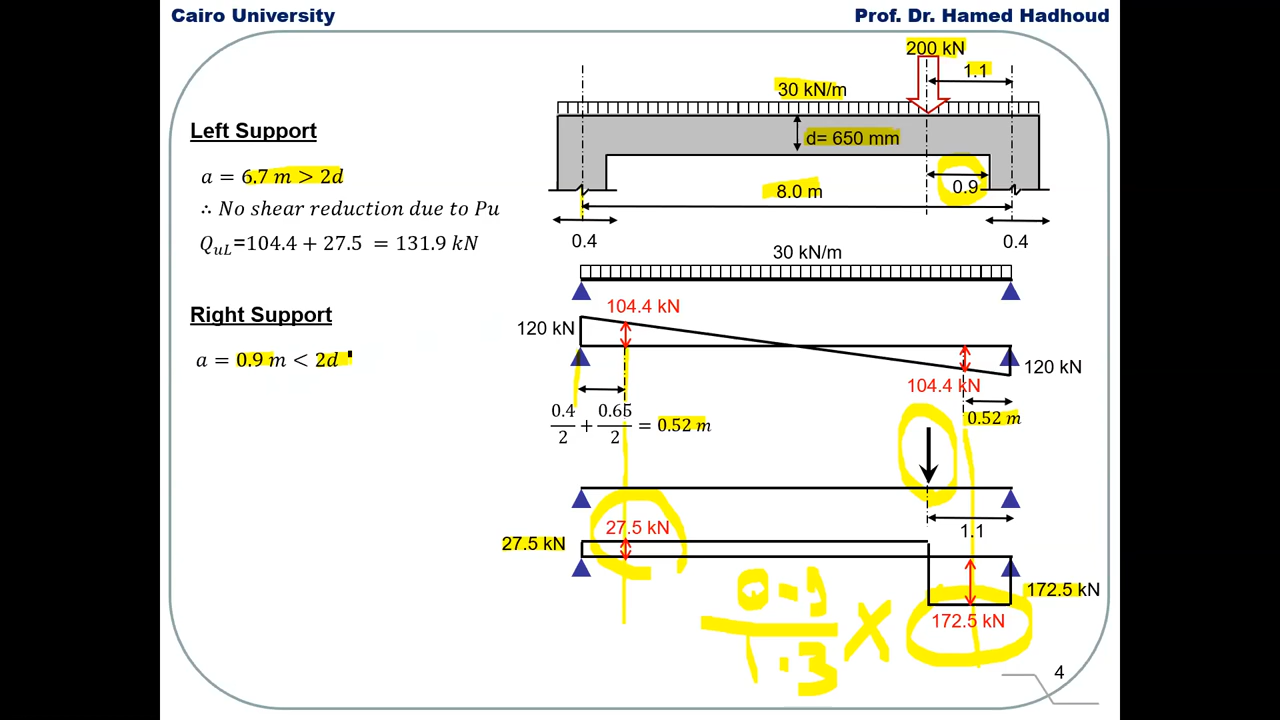 Cairo University
Prof. Dr. Hamed Hadhoud
Left Support
a = 6.7 m > 2d
∴ No shear reduction due to Pu
QuL=104.4 + 27.5 = 131.9 kN
Right Support
a = 0.9 m < 2d
200 kN
1.1
30 kN/m
d= 650 mm
0.9
8.0 m
0.4
0.4
30 kN/m
104.4 kN
120 kN
120 kN
104.4 kN
0.4/2 + 0.65/2 = 0.52 m
0.52 m
1.1
27.5 kN
27.5 kN
172.5 kN
172.5 kN
0.9/1.3 ×
4